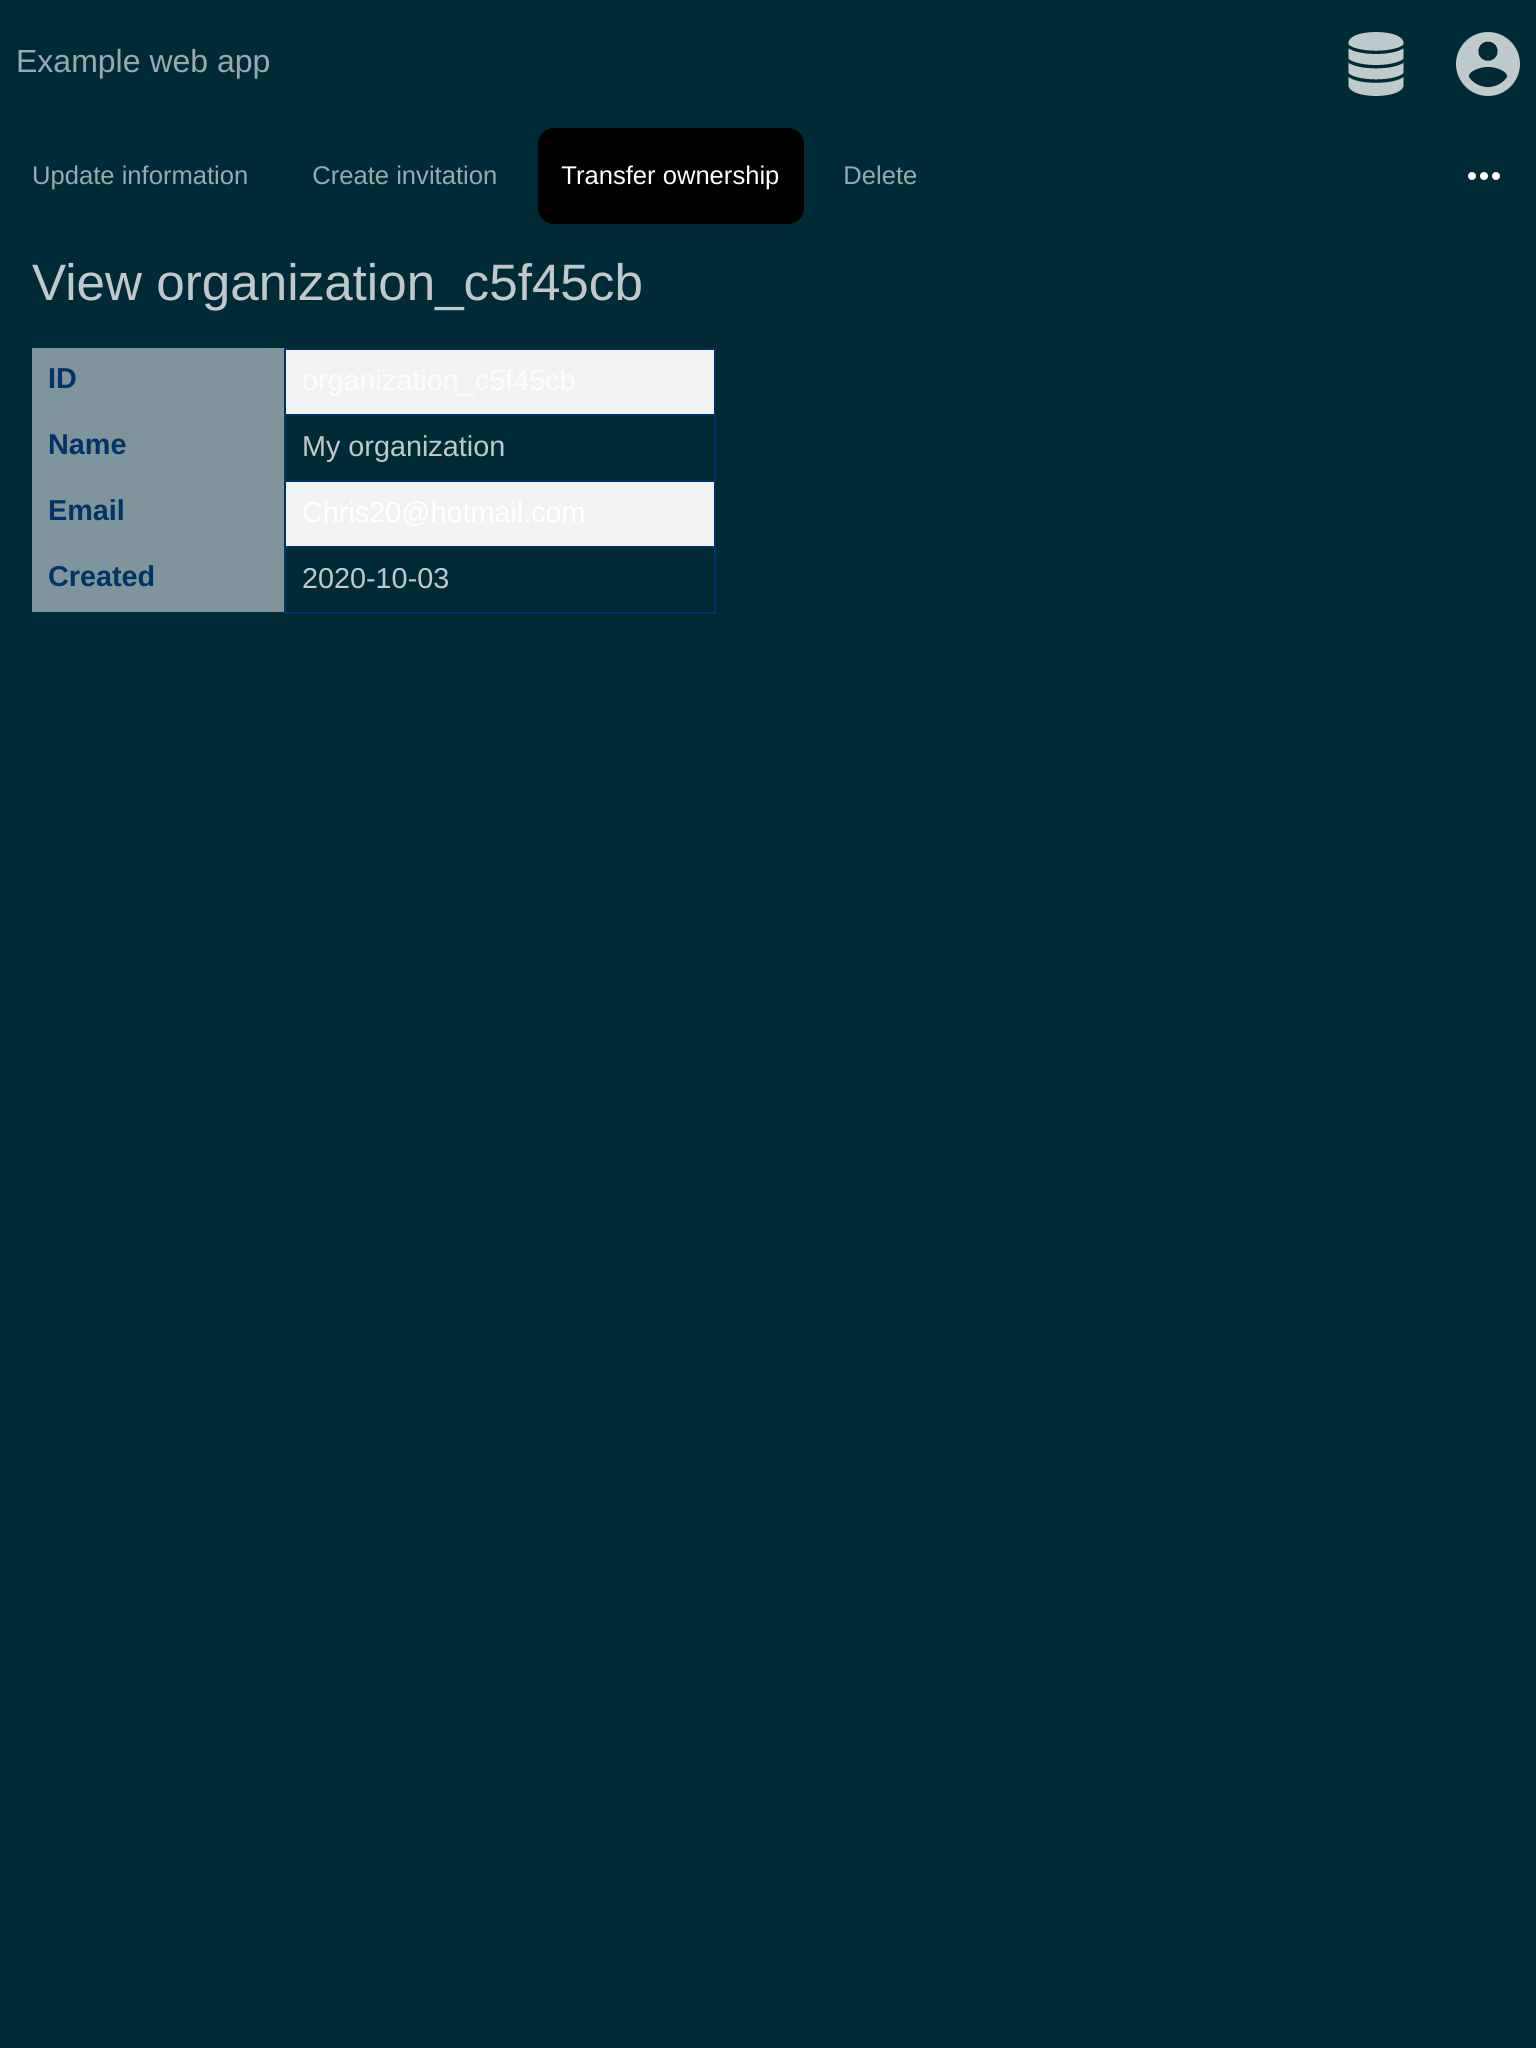 Example web app
Update information Create invitation Transfer ownership Delete
View organization_c5f45cb
ID organization_c5f45cb
Name My organization
Email Chris20@hotmail.com
Created 2020-10-03